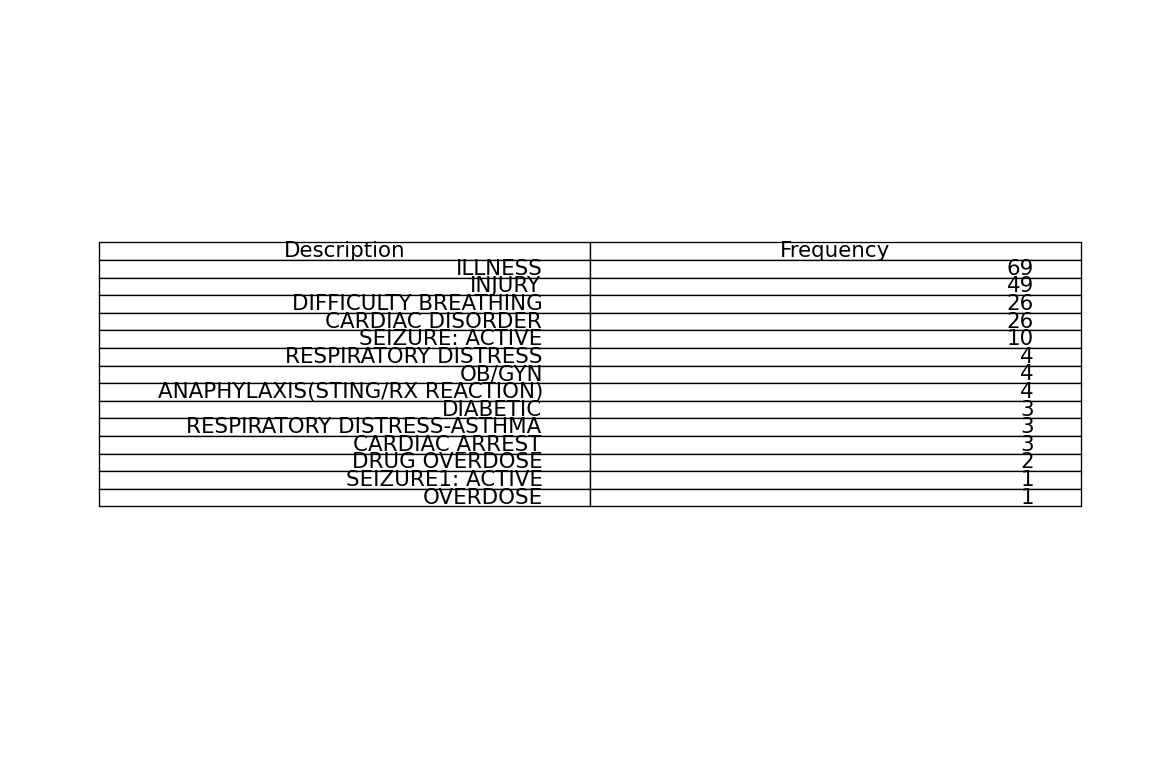 Description Frequency
ILLNESS 69
INJURY 49
DIFFICULTY BREATHING 26
CARDIAC DISORDER 26
SEIZURE: ACTIVE 10
RESPIRATORY DISTRESS 4
OB/GYN 4
ANAPHYLAXIS(STING/RX REACTION) 4
DIABETIC 3
RESPIRATORY DISTRESS-ASTHMA 3
CARDIAC ARREST 3
DRUG OVERDOSE 2
SEIZURE1: ACTIVE 1
OVERDOSE 1